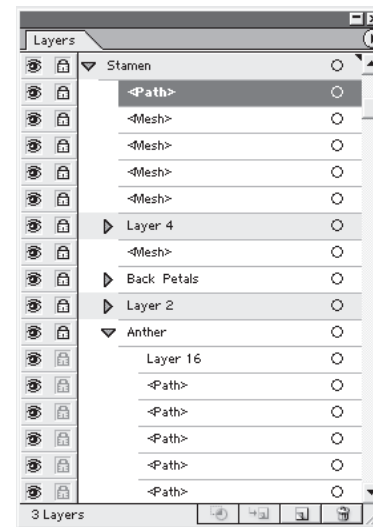 Layers
Stamen
<Path>
<Mesh>
<Mesh>
<Mesh>
<Mesh>
Layer 4
<Mesh>
Back Petals
Layer 2
Anther
Layer 16
<Path>
<Path>
<Path>
<Path>
<Path>
3 Layers